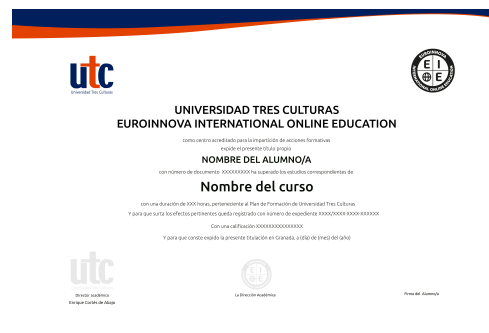 utc
Universidad Tres Culturas
EUROINNOVA
E I
E
INTERNATIONAL ONLINE EDUCATION
UNIVERSIDAD TRES CULTURAS
EUROINNOVA INTERNATIONAL ONLINE EDUCATION
como centro acreditado para la impartición de acciones formativas
expide el presente título propio
NOMBRE DEL ALUMNO/A
con número de documento XXXXXXXXX ha superado los estudios correspondientes de
Nombre del curso
con una duración de XXX horas, perteneciente al Plan de Formación de Universidad Tres Culturas
Y para que surta los efectos pertinentes queda registrado con número de expediente XXXX/XXXX-XXXX-XXXXXX
Con una calificación XXXXXXXXXXXXXXX
Y para que conste expido la presente titulación en Granada, a (día) de (mes) del (año)
utc
E I
E
Director académico
Enrique Cortés de Abajo
La Dirección Académica
Firma del Alumno/a